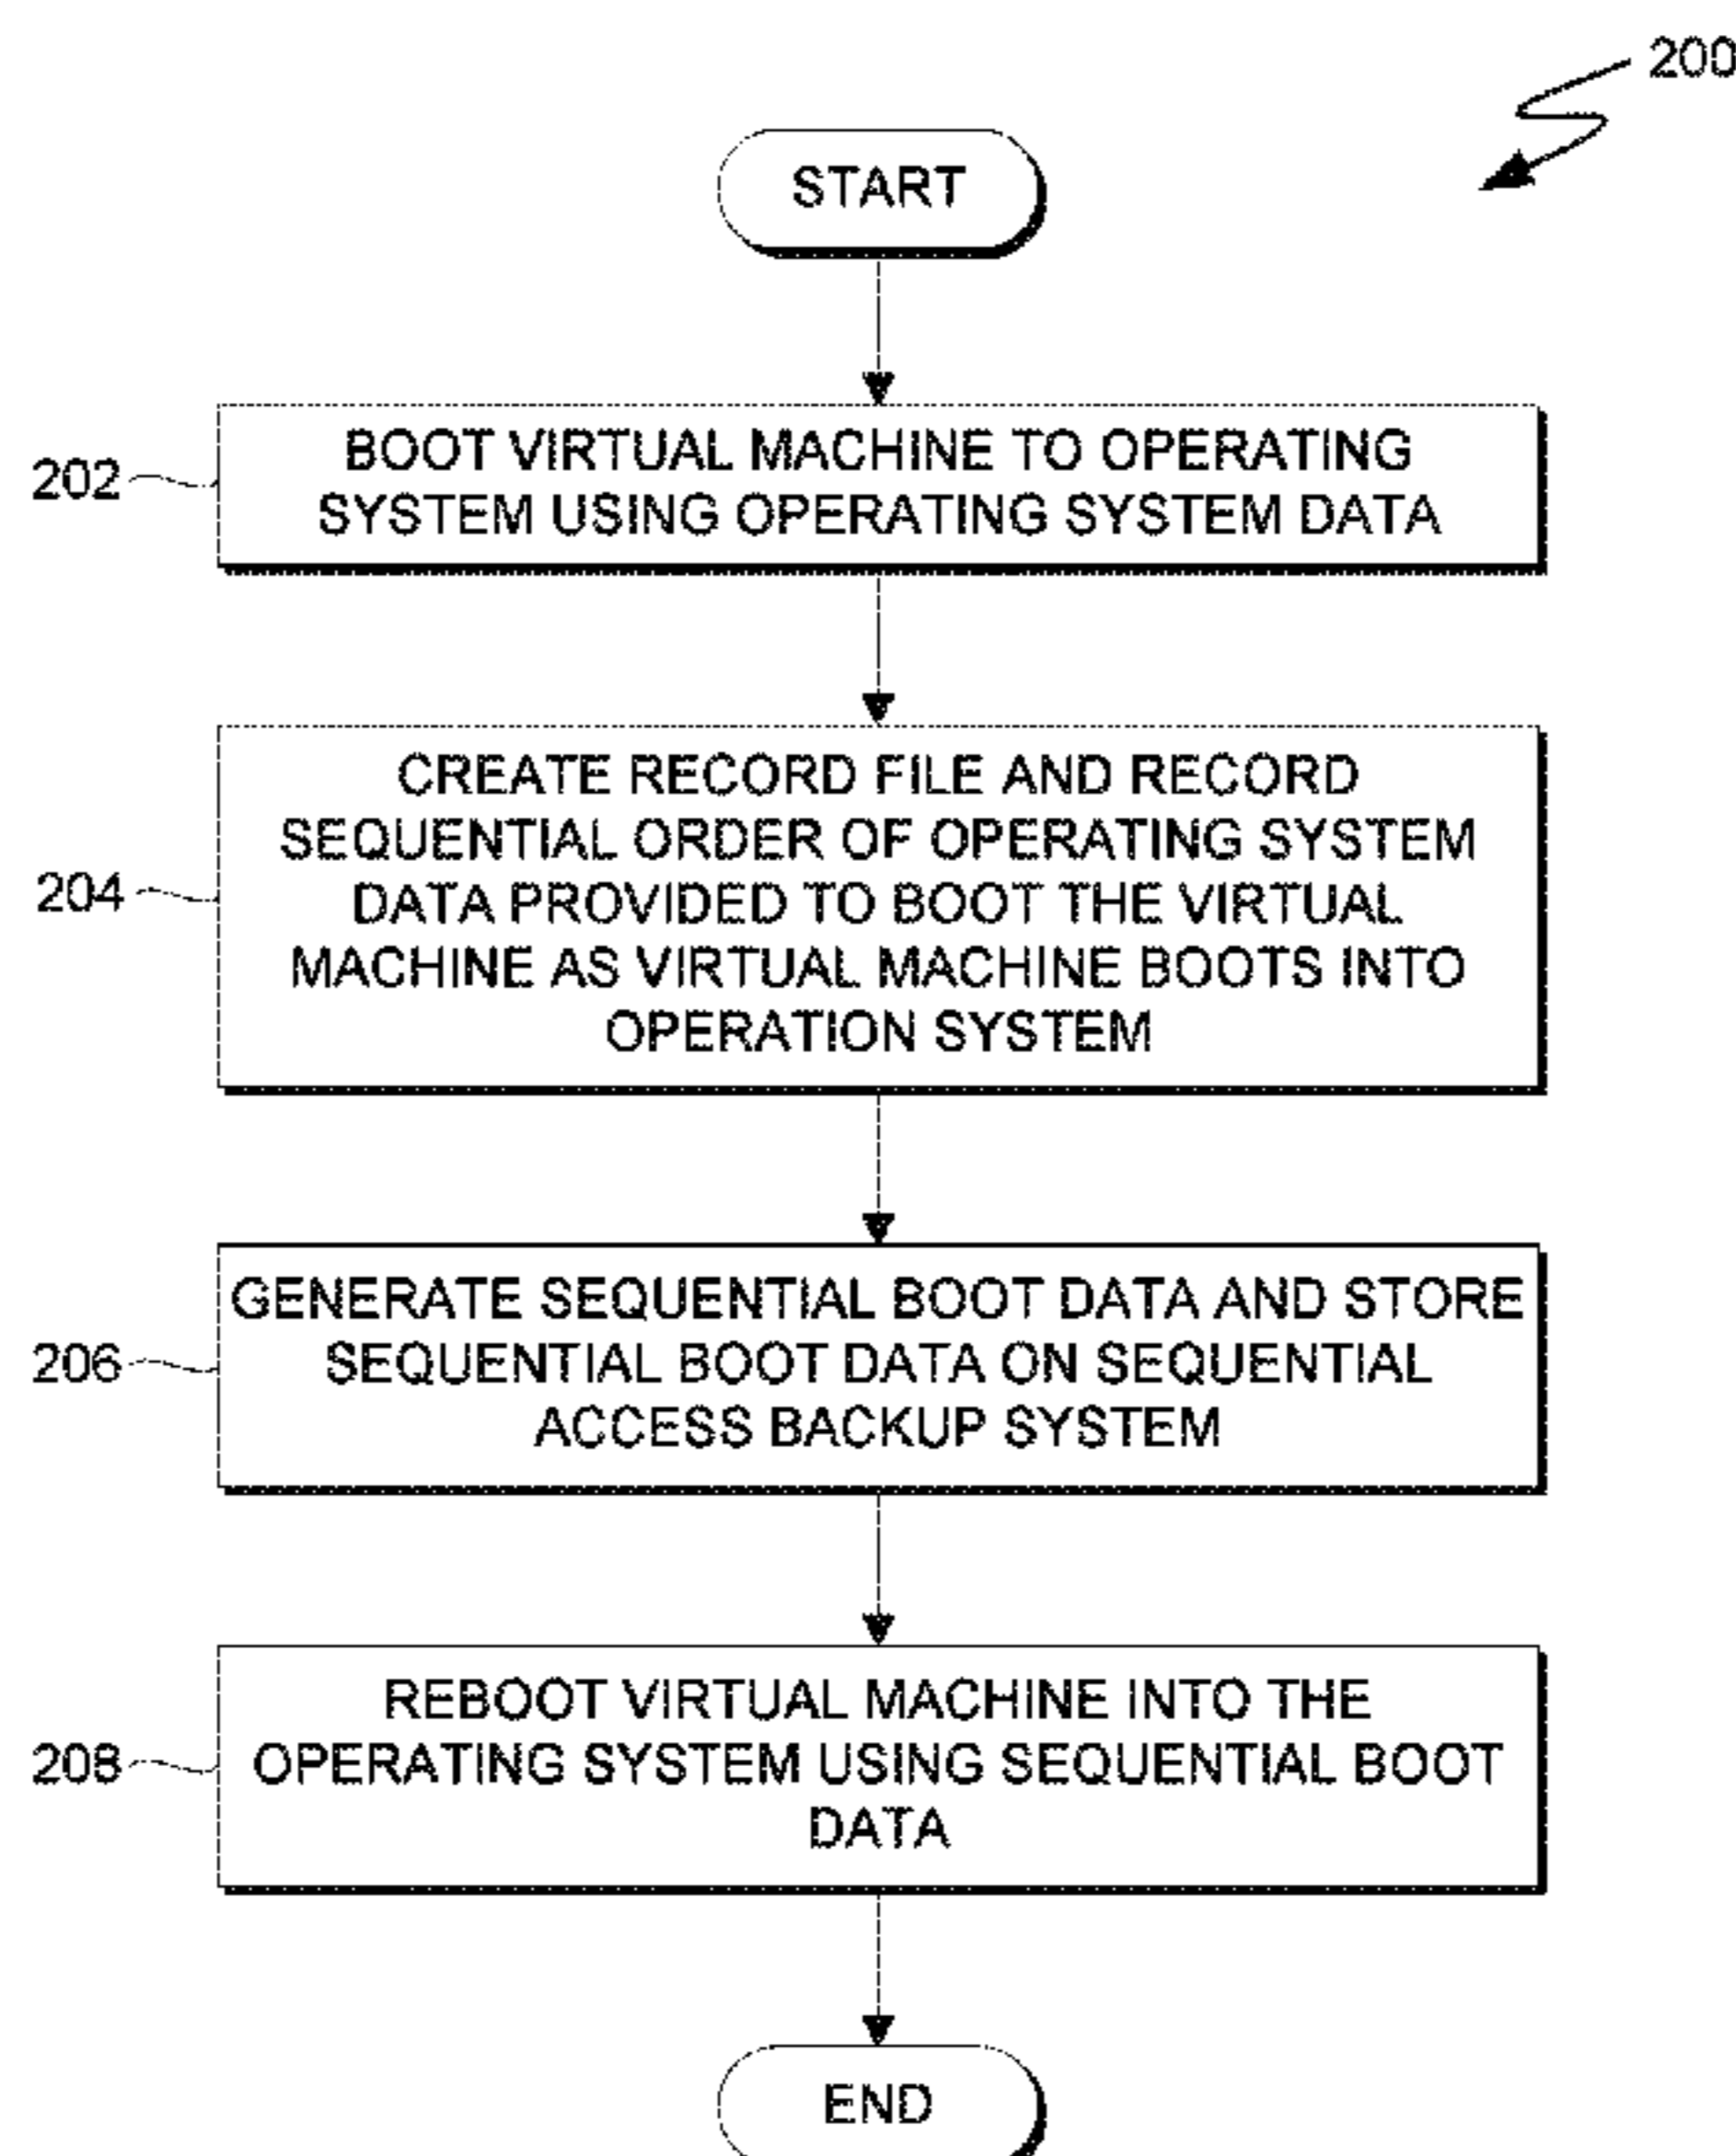 200
START
202
BOOT VIRTUAL MACHINE TO OPERATING
SYSTEM USING OPERATING SYSTEM DATA
204
CREATE RECORD FILE AND RECORD
SEQUENTIAL ORDER OF OPERATING SYSTEM
DATA PROVIDED TO BOOT THE VIRTUAL
MACHINE AS VIRTUAL MACHINE BOOTS INTO
OPERATION SYSTEM
206
GENERATE SEQUENTIAL BOOT DATA AND STORE
SEQUENTIAL BOOT DATA ON SEQUENTIAL
ACCESS BACKUP SYSTEM
208
REBOOT VIRTUAL MACHINE INTO THE
OPERATING SYSTEM USING SEQUENTIAL BOOT
DATA
END